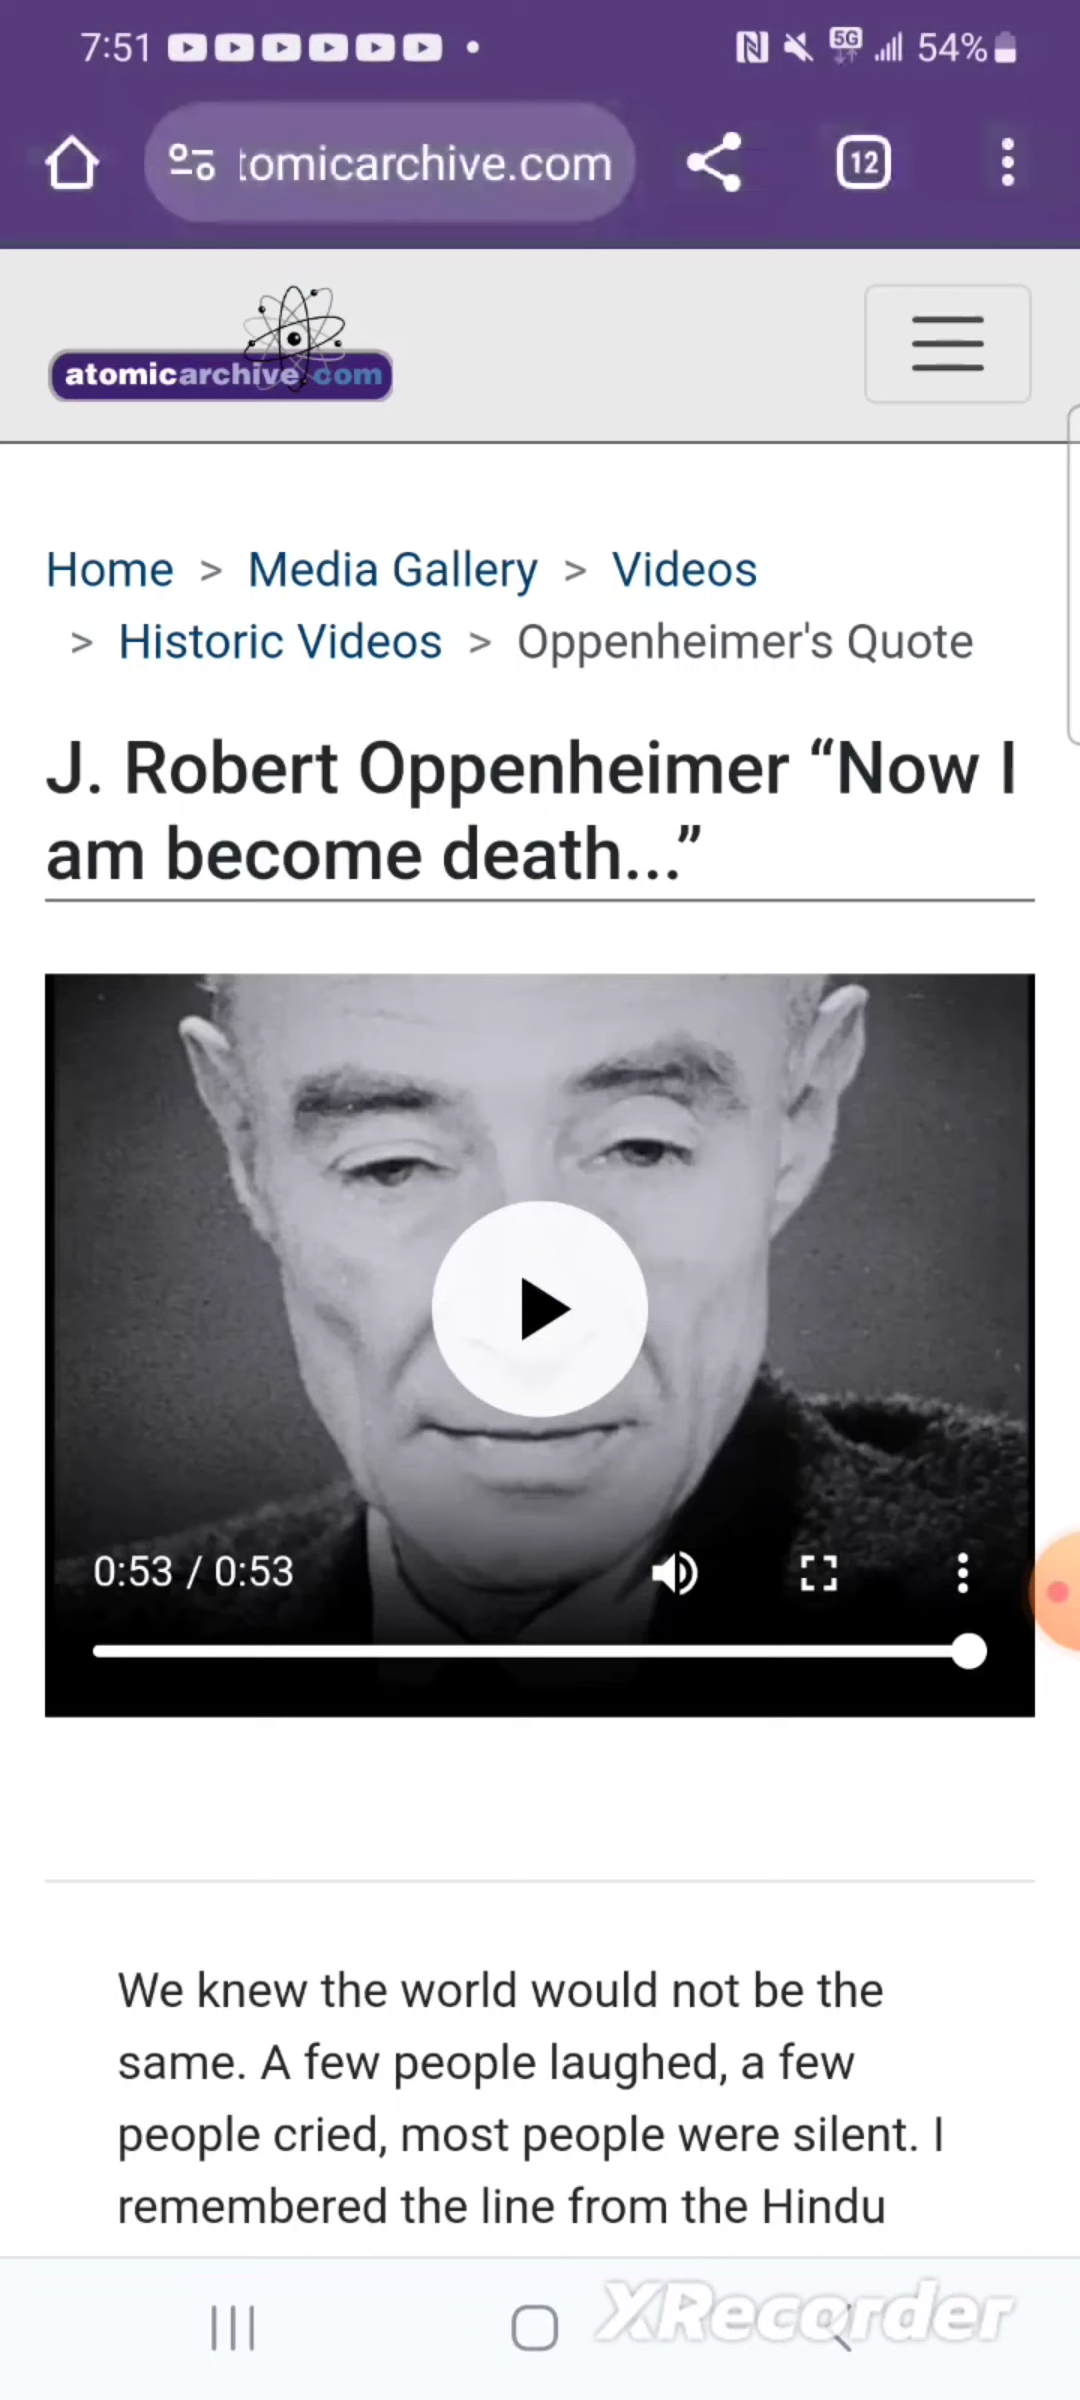 7:51
5G
54%
tomicarchive.com
12
atomicarchive.com
Home > Media Gallery > Videos
> Historic Videos > Oppenheimer's Quote
J. Robert Oppenheimer “Now I
am become death...”
0:53 / 0:53
We knew the world would not be the
same. A few people laughed, a few
people cried, most people were silent. I
remembered the line from the Hindu
XRecorder